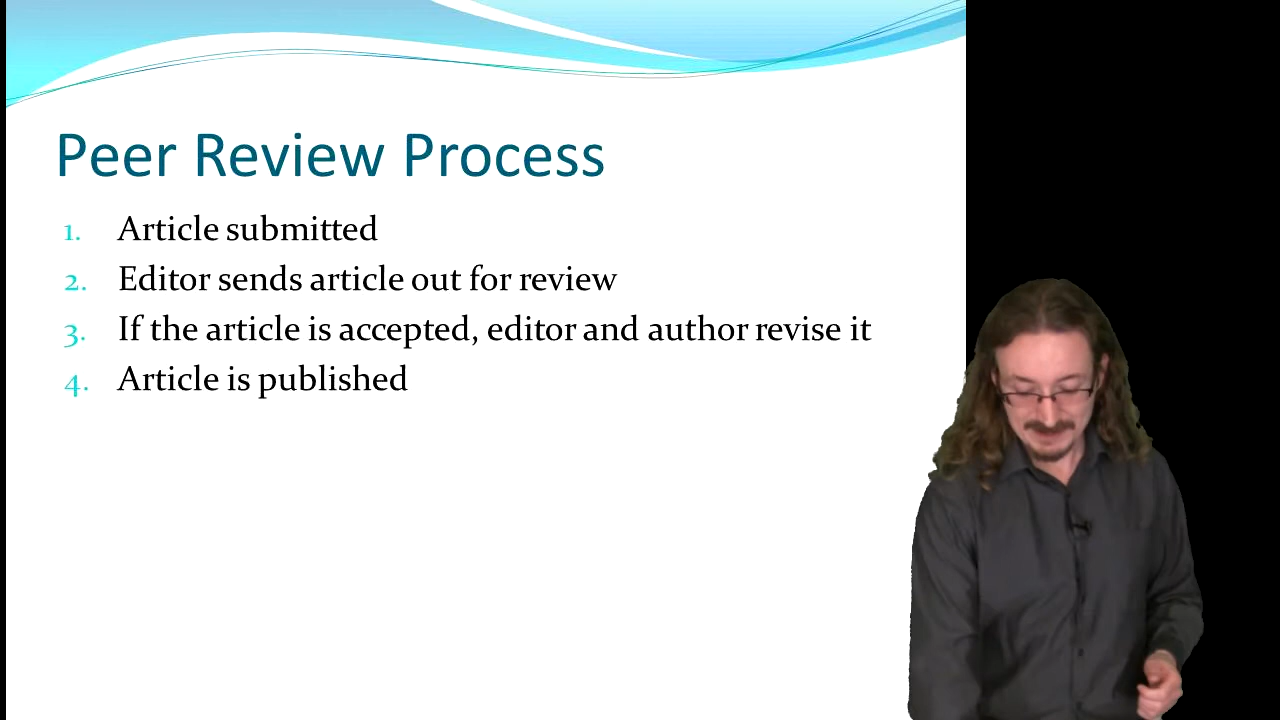 Peer Review Process
1. Article submitted
2. Editor sends article out for review
3. If the article is accepted, editor and author revise it
4. Article is published